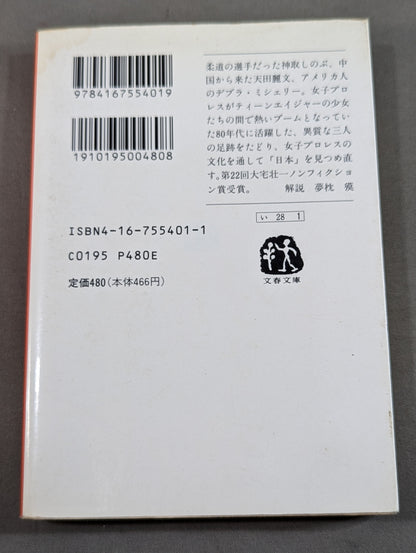 9784167554019
1910195004808
柔道の選手だった神取しのぶ、中
国から来た天田麗文、アメリカ人
のデブラ・ミシェリー。女子プロ
レスがティーンエイジャーの少女
たちの間で熱いブームとなってい
た80年代に活躍した、異質な三人
の足跡をたどり、女子プロレスの
文化を通して「日本」を見つめ直
す。第22回大宅壮一ノンフィクショ
ン賞受賞。 解説 夢枕 獏
ISBN4-16-755401-1
C0195 P480E
定価480(本体466円)
い 28 1
文春文庫